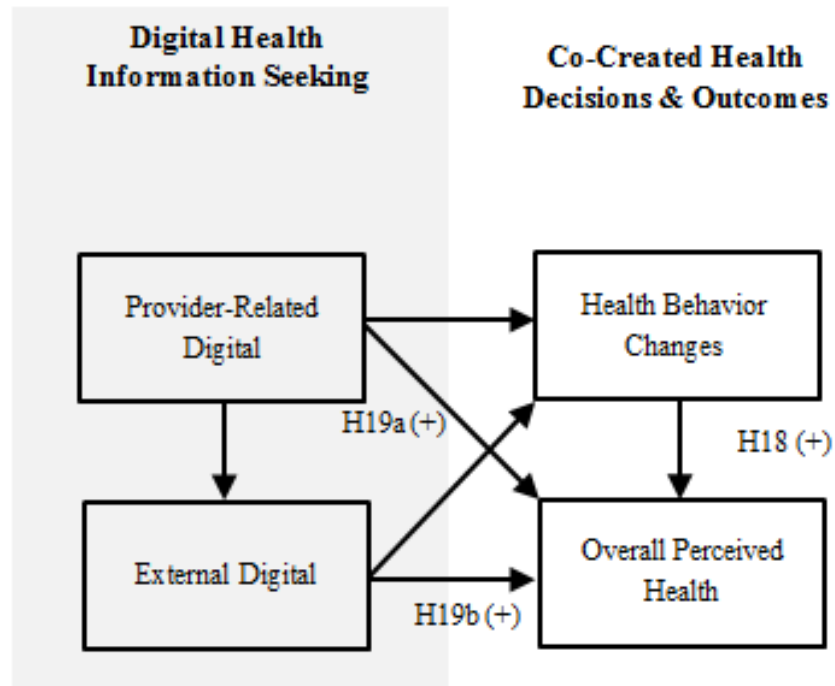 Digital Health
Information Seeking
Co-Created Health
Decisions & Outcomes
Provider-Related
Digital
Health Behavior
Changes
H19a (+)
H18 (+)
External Digital
Overall Perceived
Health
H19b (+)